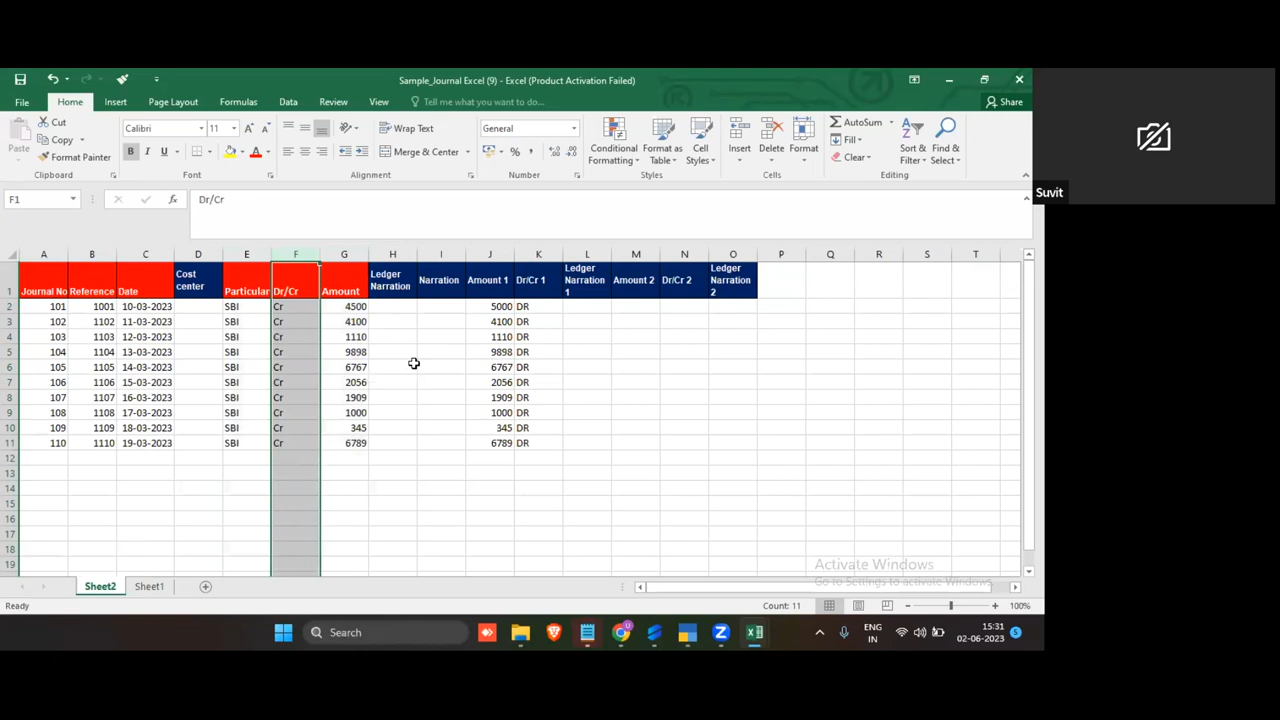 Sample_Journal Excel (9) - Excel (Product Activation Failed)
File Home Insert Page Layout Formulas Data Review View Tell me what you want to do... Share
Paste Cut Copy Format Painter Clipboard
Calibri 11 A A B I U A Font
Wrap Text Merge & Center Alignment
General % , Number
Conditional Formatting Format as Table Cell Styles Styles
Insert Delete Format Cells
AutoSum Fill Clear Sort & Filter Find & Select Editing
Suvit
F1 fx Dr/Cr
A B C D E F G H I J K L M N O P Q R S T
1 Journal No Reference Date Cost center Particular Dr/Cr Amount Ledger Narration Narration Amount 1 Dr/Cr 1 Ledger Narration 1 Amount 2 Dr/Cr 2 Ledger Narration 2
2 101 1001 10-03-2023 SBI Cr 4500 5000 DR
3 102 1102 11-03-2023 SBI Cr 4100 4100 DR
4 103 1103 12-03-2023 SBI Cr 1110 1110 DR
5 104 1104 13-03-2023 SBI Cr 9898 9898 DR
6 105 1105 14-03-2023 SBI Cr 6767 6767 DR
7 106 1106 15-03-2023 SBI Cr 2056 2056 DR
8 107 1107 16-03-2023 SBI Cr 1909 1909 DR
9 108 1108 17-03-2023 SBI Cr 1000 1000 DR
10 109 1109 18-03-2023 SBI Cr 345 345 DR
11 110 1110 19-03-2023 SBI Cr 6789 6789 DR
12
13
14
15
16
17
18
19
Activate Windows
Go to Settings to activate Windows.
Sheet2 Sheet1
Ready Count: 11 100%
Search ENG IN 15:31 02-06-2023 5